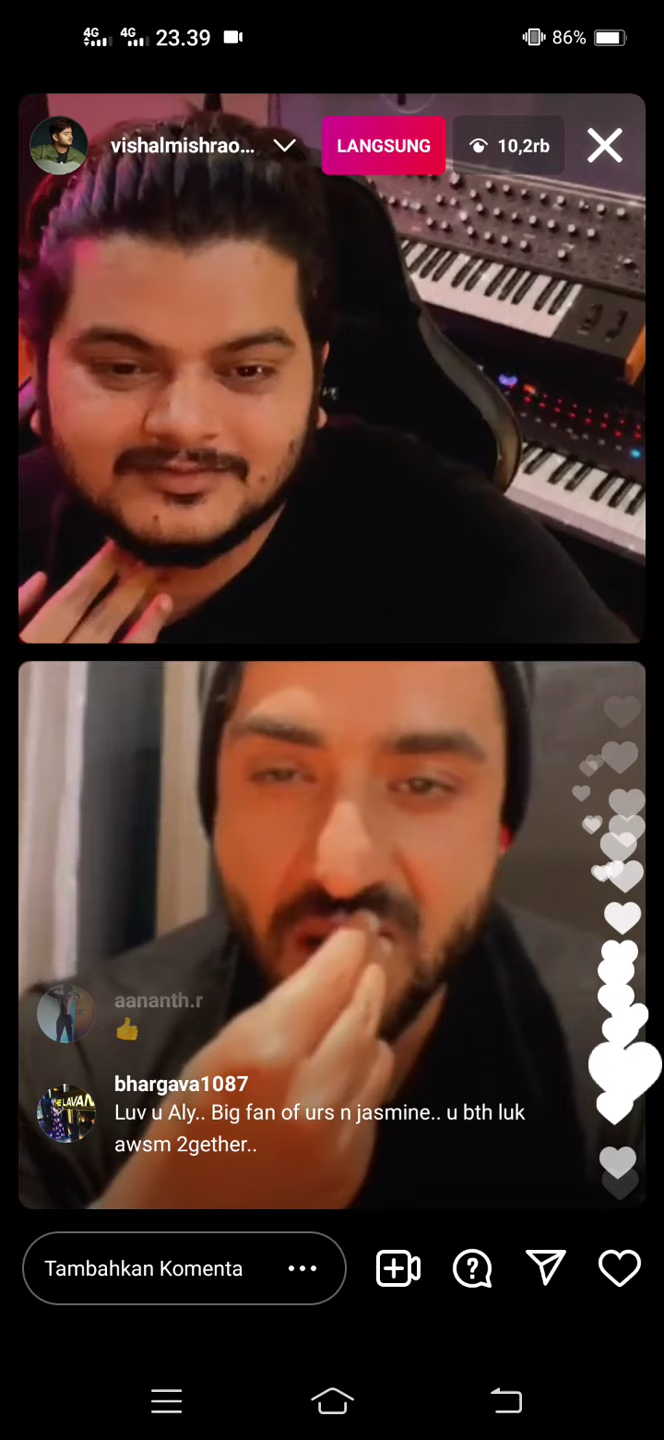 4G 4G 23.39 86%
vishalmishrao... LANGSUNG 10,2rb
aananth.r
bhargava1087
Luv u Aly.. Big fan of urs n jasmine.. u bth luk
awsm 2gether..
Tambahkan Komenta